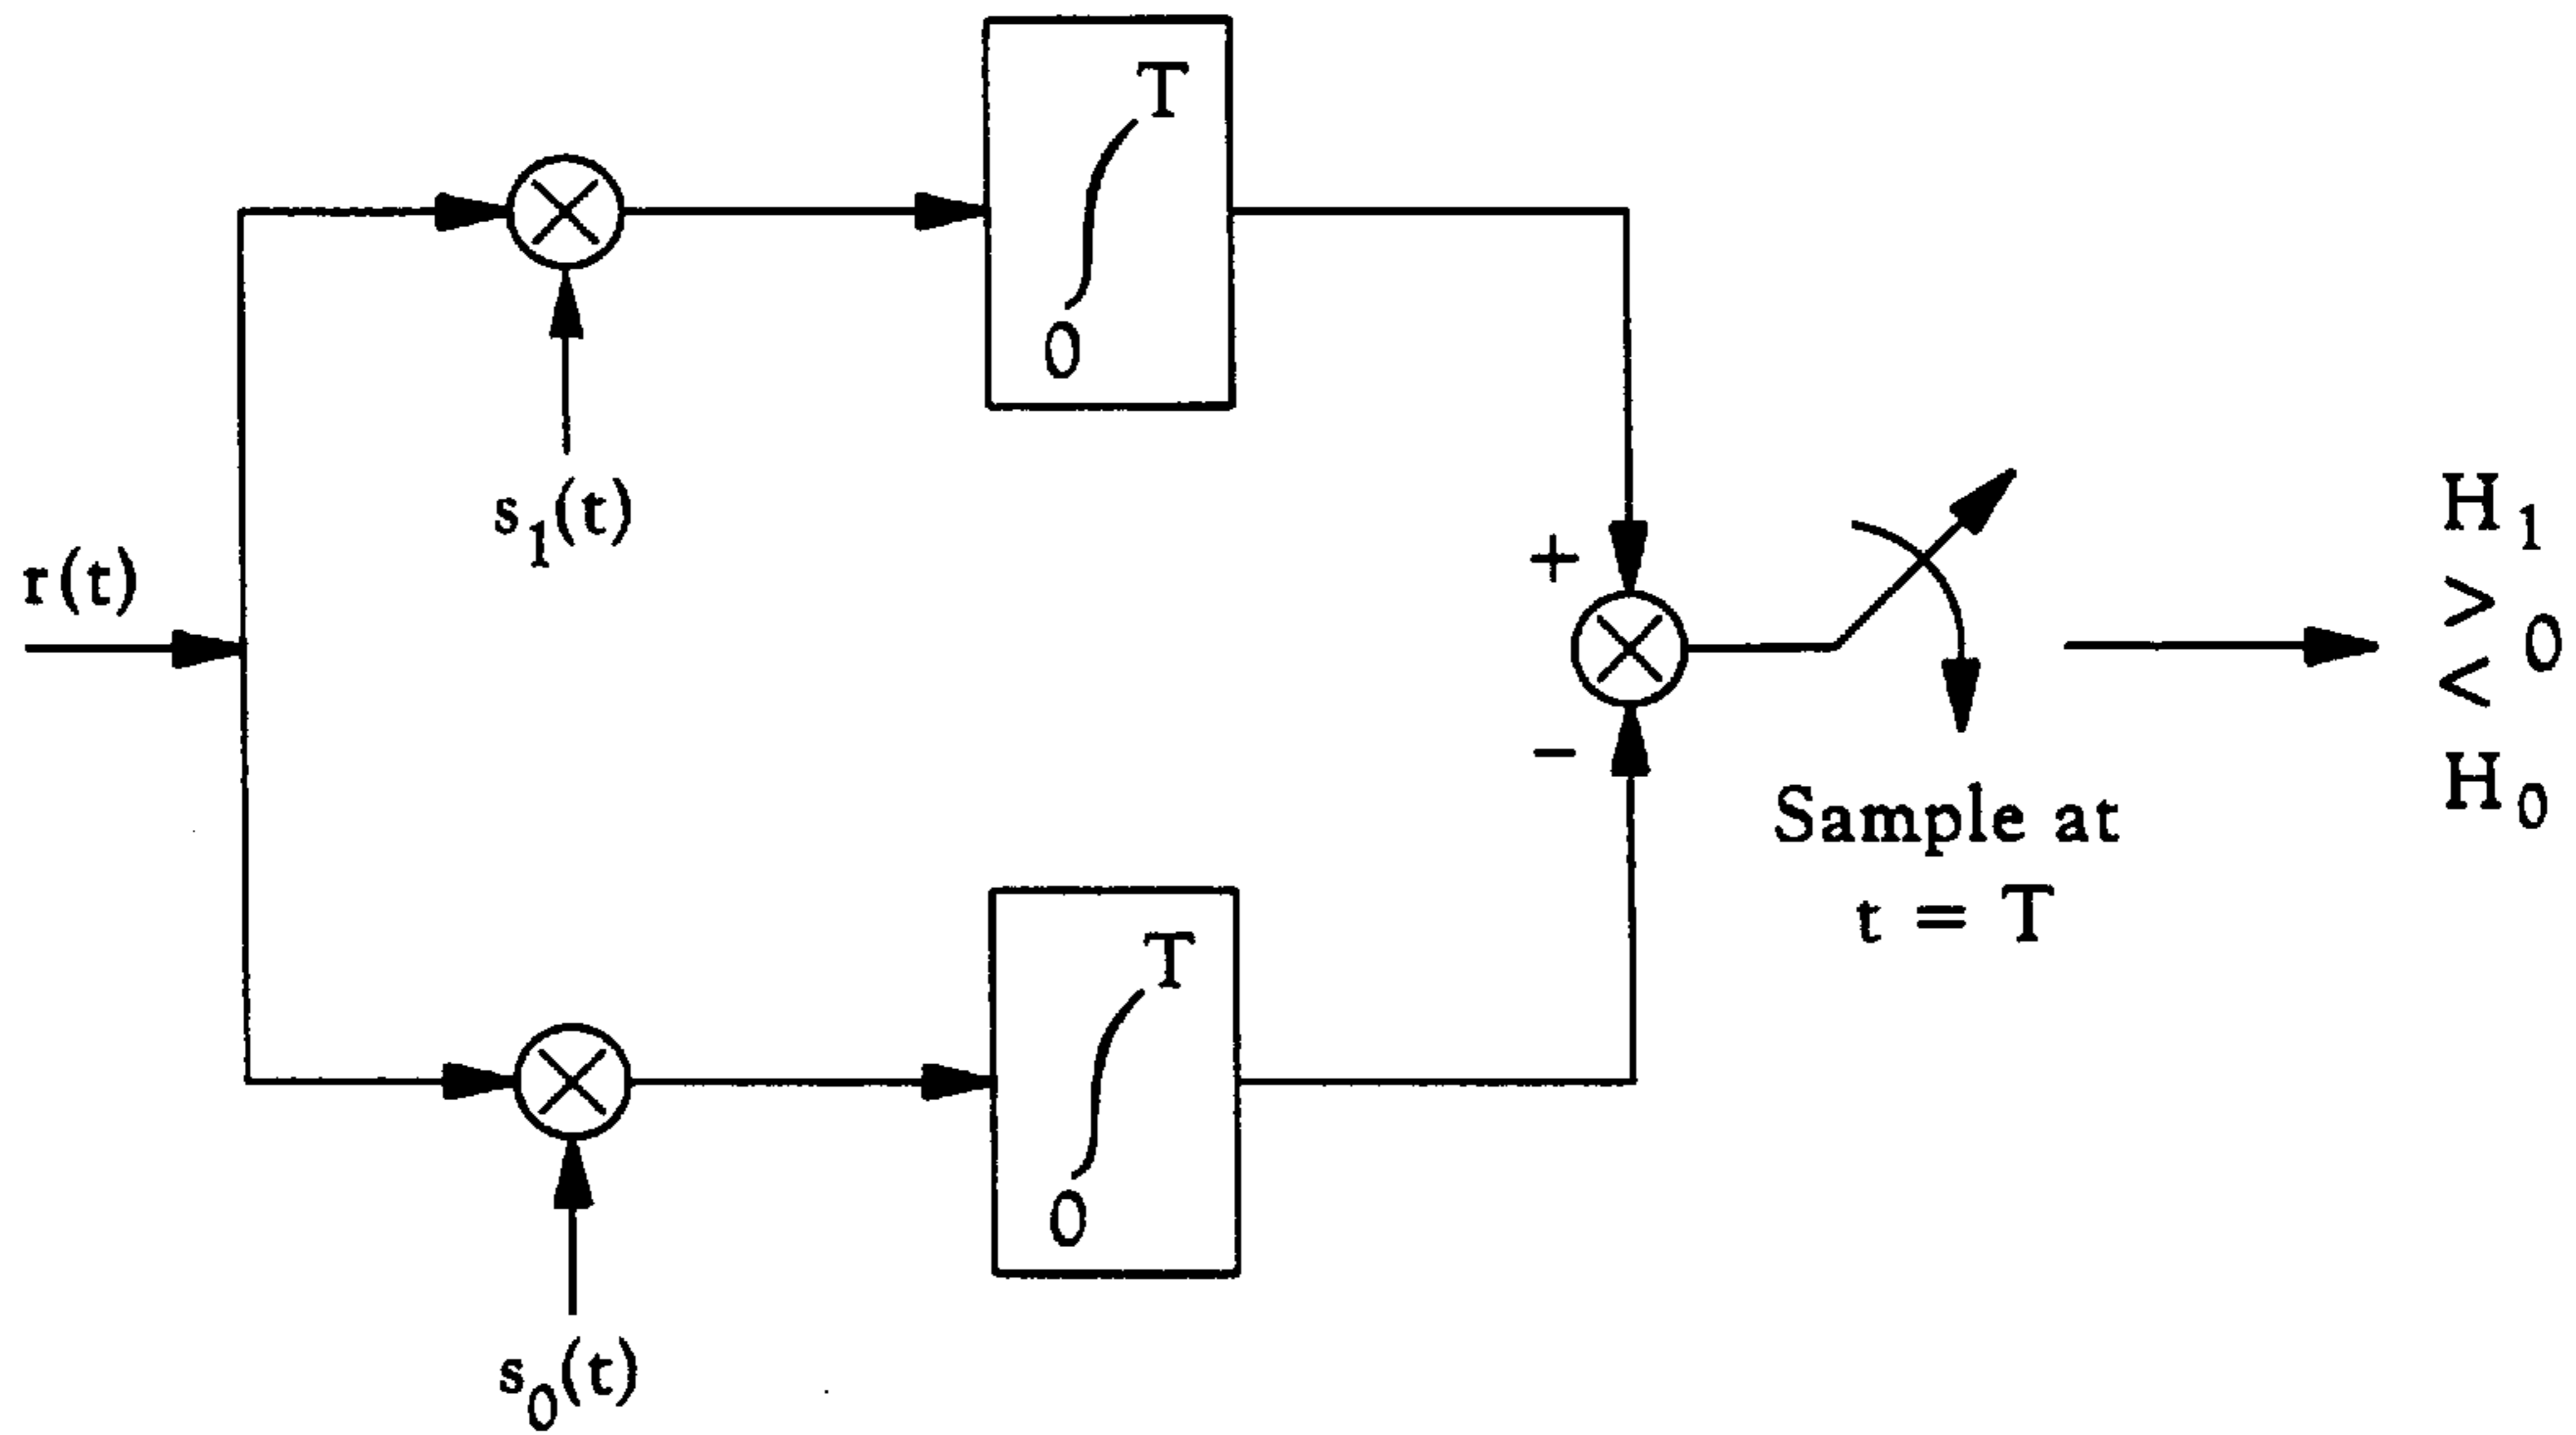 T
0
s₁(t)
r(t)
+
−
H₁
>
< 0
H₀
Sample at
t = T
T
0
s₀(t)